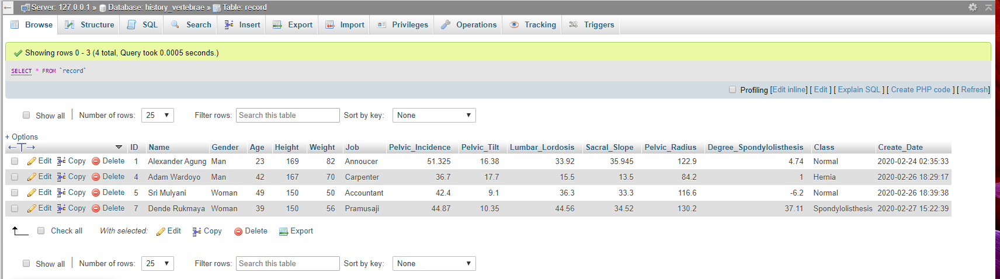 Server: 127.0.0.1 » Database: history_vertebrae » Table: record
Browse Structure SQL Search Insert Export Import Privileges Operations Tracking Triggers
Showing rows 0 - 3 (4 total, Query took 0.0005 seconds.)
SELECT * FROM `record`
Profiling [Edit inline] [ Edit ] [ Explain SQL ] [ Create PHP code ] [ Refresh]
Show all Number of rows: 25 Filter rows: Search this table Sort by key: None
+ Options
ID Name Gender Age Height Weight Job Pelvic_Incidence Pelvic_Tilt Lumbar_Lordosis Sacral_Slope Pelvic_Radius Degree_Spondylolisthesis Class Create_Date
Edit Copy Delete 1 Alexander Agung Man 23 169 82 Annoucer 51.325 16.38 33.92 35.945 122.9 4.74 Normal 2020-02-24 02:35:33
Edit Copy Delete 4 Adam Wardoyo Man 42 167 70 Carpenter 36.7 17.7 15.5 13.5 84.2 1 Hernia 2020-02-26 18:29:17
Edit Copy Delete 5 Sri Mulyani Woman 49 150 50 Accountant 42.4 9.1 36.3 33.3 116.6 -6.2 Normal 2020-02-26 18:39:38
Edit Copy Delete 7 Dende Rukmaya Woman 39 150 56 Pramusaji 44.87 10.35 44.56 34.52 130.2 37.11 Spondylolisthesis 2020-02-27 15:22:39
Check all With selected: Edit Copy Delete Export
Show all Number of rows: 25 Filter rows: Search this table Sort by key: None